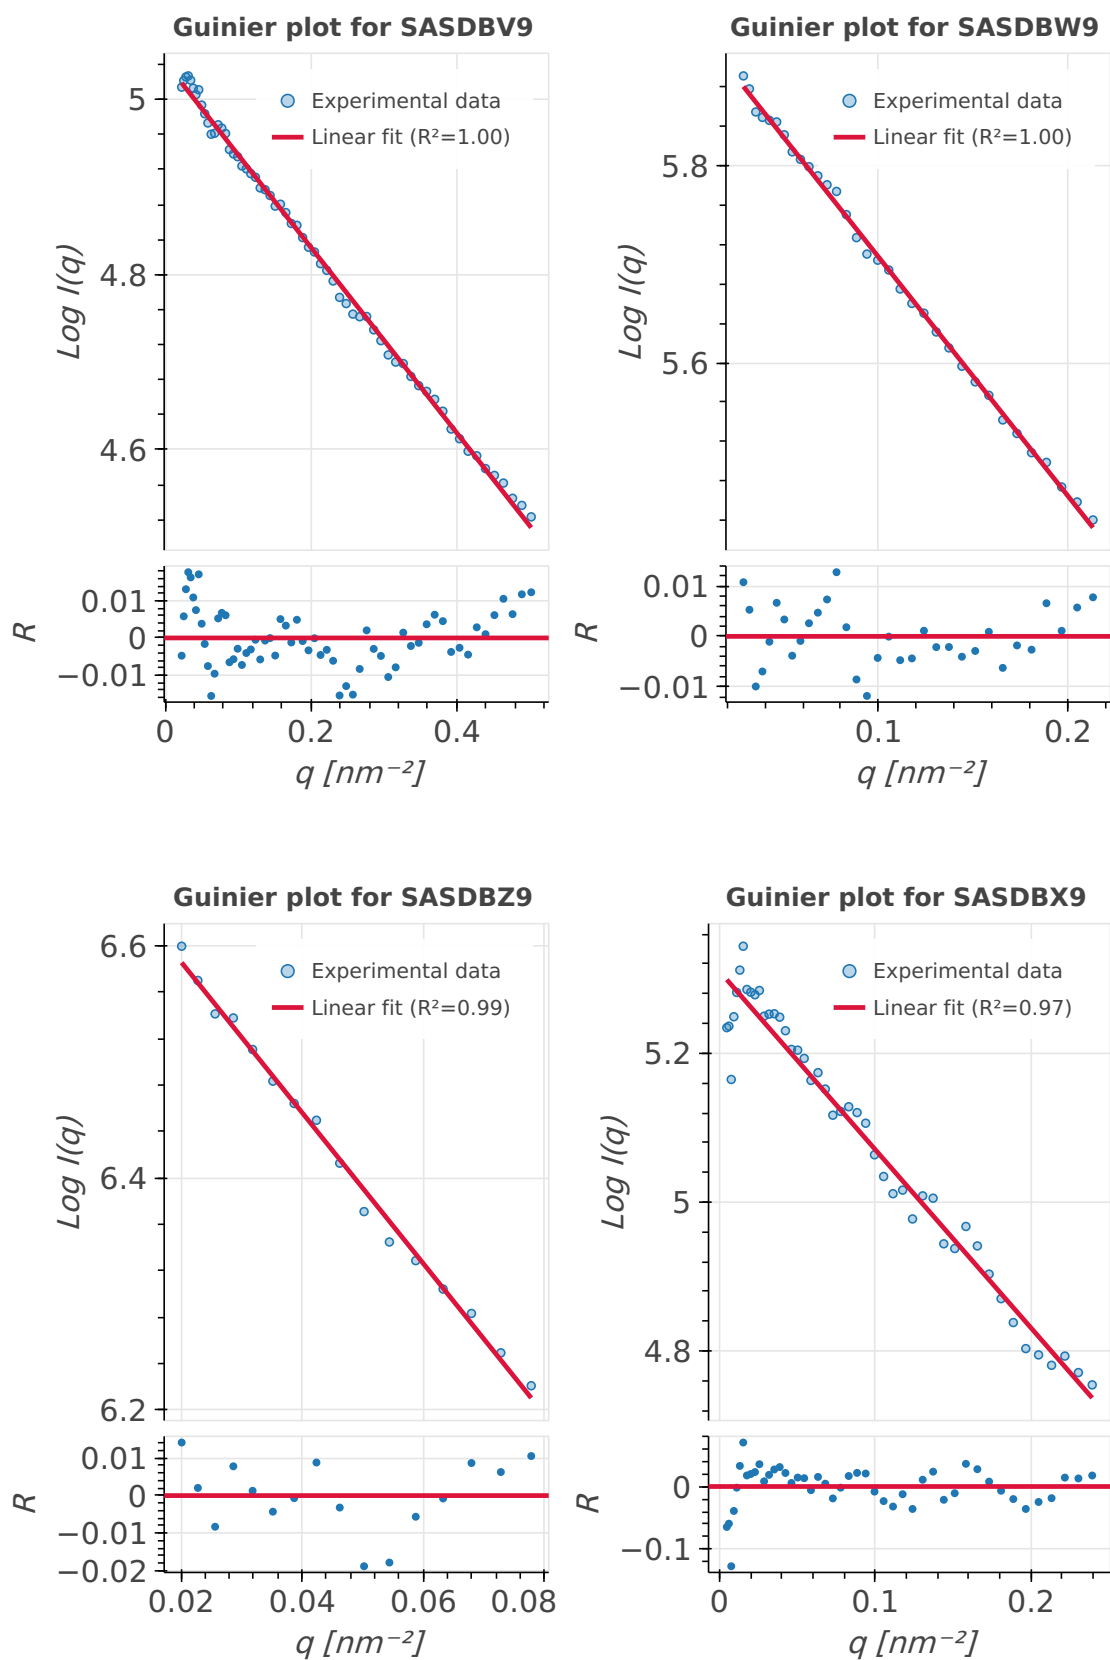 Guinier plot for SASDBV9
Experimental data
Linear fit (R²=1.00)
Log I(q)
5
4.8
4.6
R
0.01
0
−0.01
0
0.2
0.4
q [nm⁻²]
Guinier plot for SASDBW9
Experimental data
Linear fit (R²=1.00)
Log I(q)
5.8
5.6
R
0.01
0
−0.01
0.1
0.2
q [nm⁻²]
Guinier plot for SASDBZ9
Experimental data
Linear fit (R²=0.99)
Log I(q)
6.6
6.4
6.2
R
0.01
0
−0.01
−0.02
0.02
0.04
0.06
0.08
q [nm⁻²]
Guinier plot for SASDBX9
Experimental data
Linear fit (R²=0.97)
Log I(q)
5.2
5
4.8
R
0
−0.1
0
0.1
0.2
q [nm⁻²]